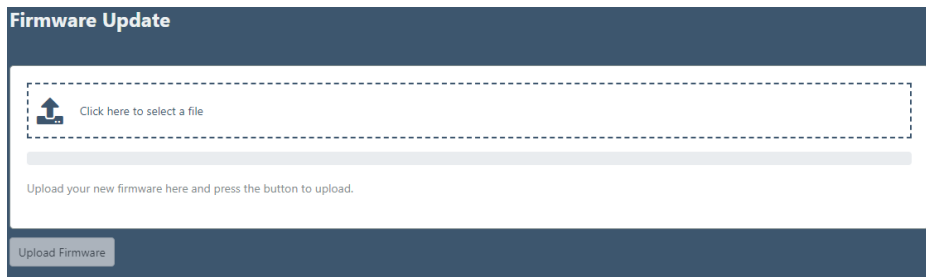 Firmware Update
Click here to select a file
Upload your new firmware here and press the button to upload.
Upload Firmware